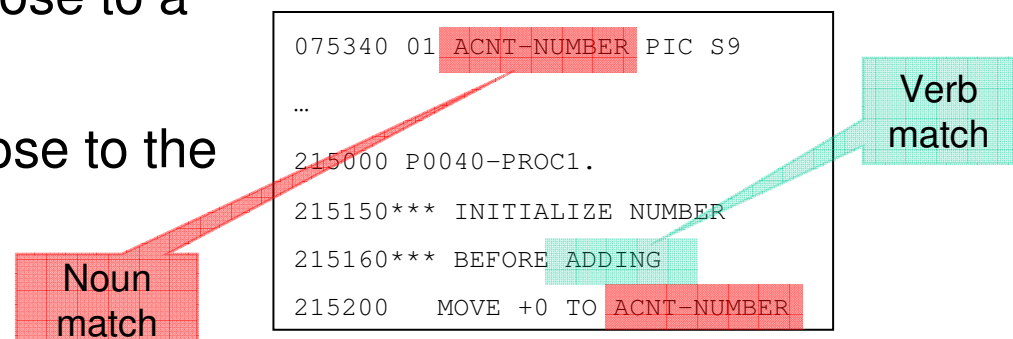 ose to a
ose to the
075340 01 ACNT-NUMBER PIC S9
…
215000 P0040-PROC1.
215150*** INITIALIZE NUMBER
215160*** BEFORE ADDING
215200 MOVE +0 TO ACNT-NUMBER
Verb
match
Noun
match